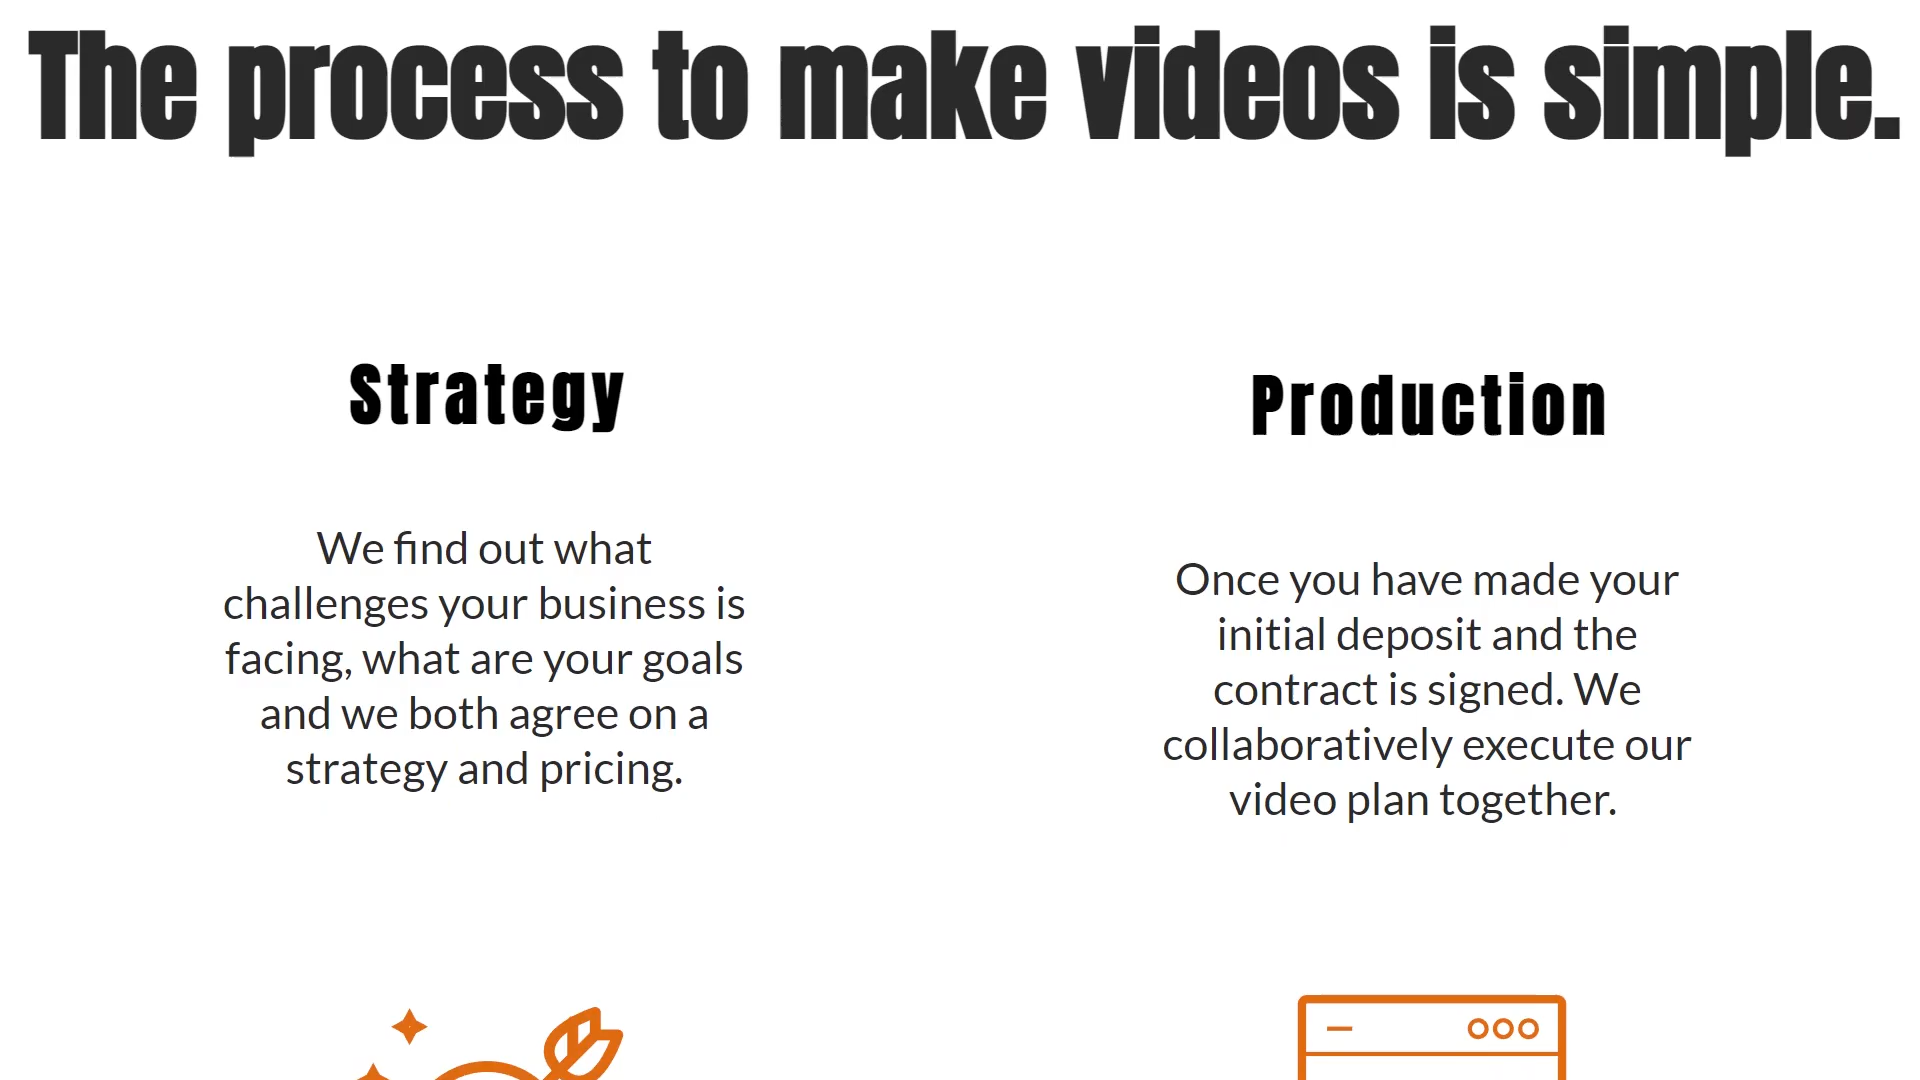 The process to make videos is simple.
Strategy
We find out what
challenges your business is
facing, what are your goals
and we both agree on a
strategy and pricing.
Production
Once you have made your
initial deposit and the
contract is signed. We
collaboratively execute our
video plan together.